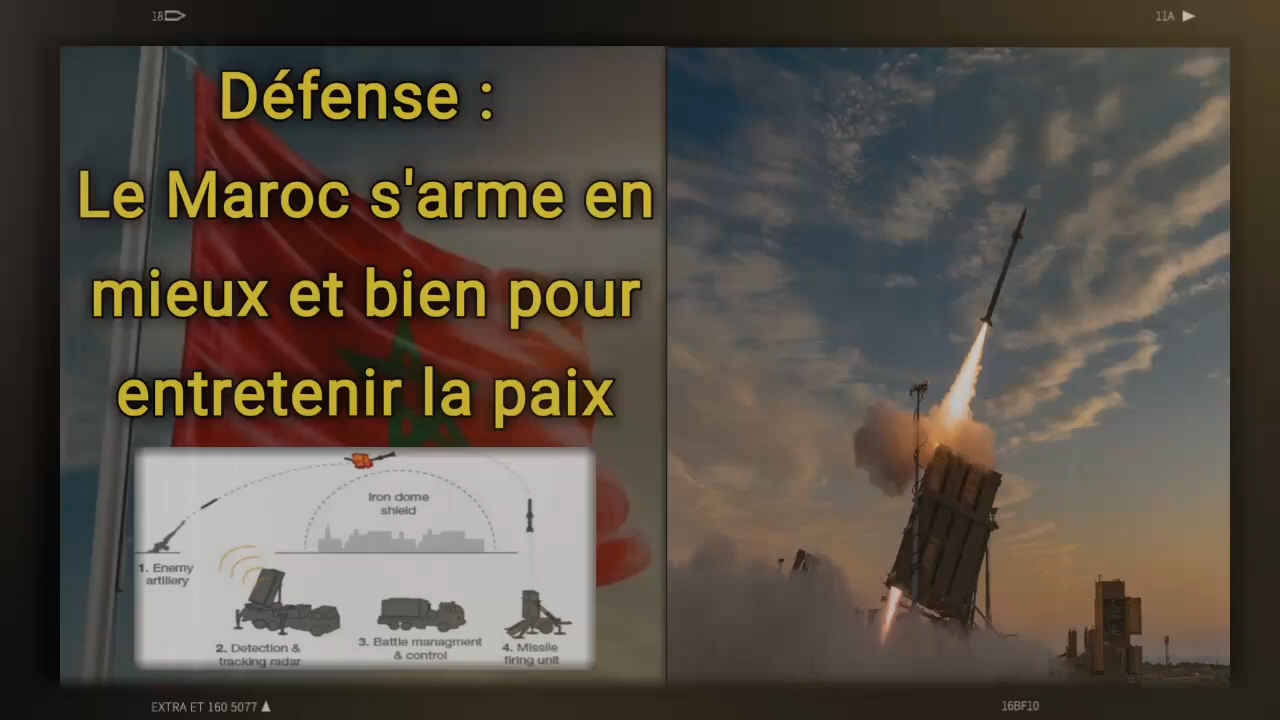 18
11A
Défense :
Le Maroc s'arme en
mieux et bien pour
entretenir la paix
Iron dome
shield
1. Enemy
artillery
2. Detection &
tracking radar
3. Battle managment
& control
4. Missile
firing unit
EXTRA ET 160 5077
16BF10